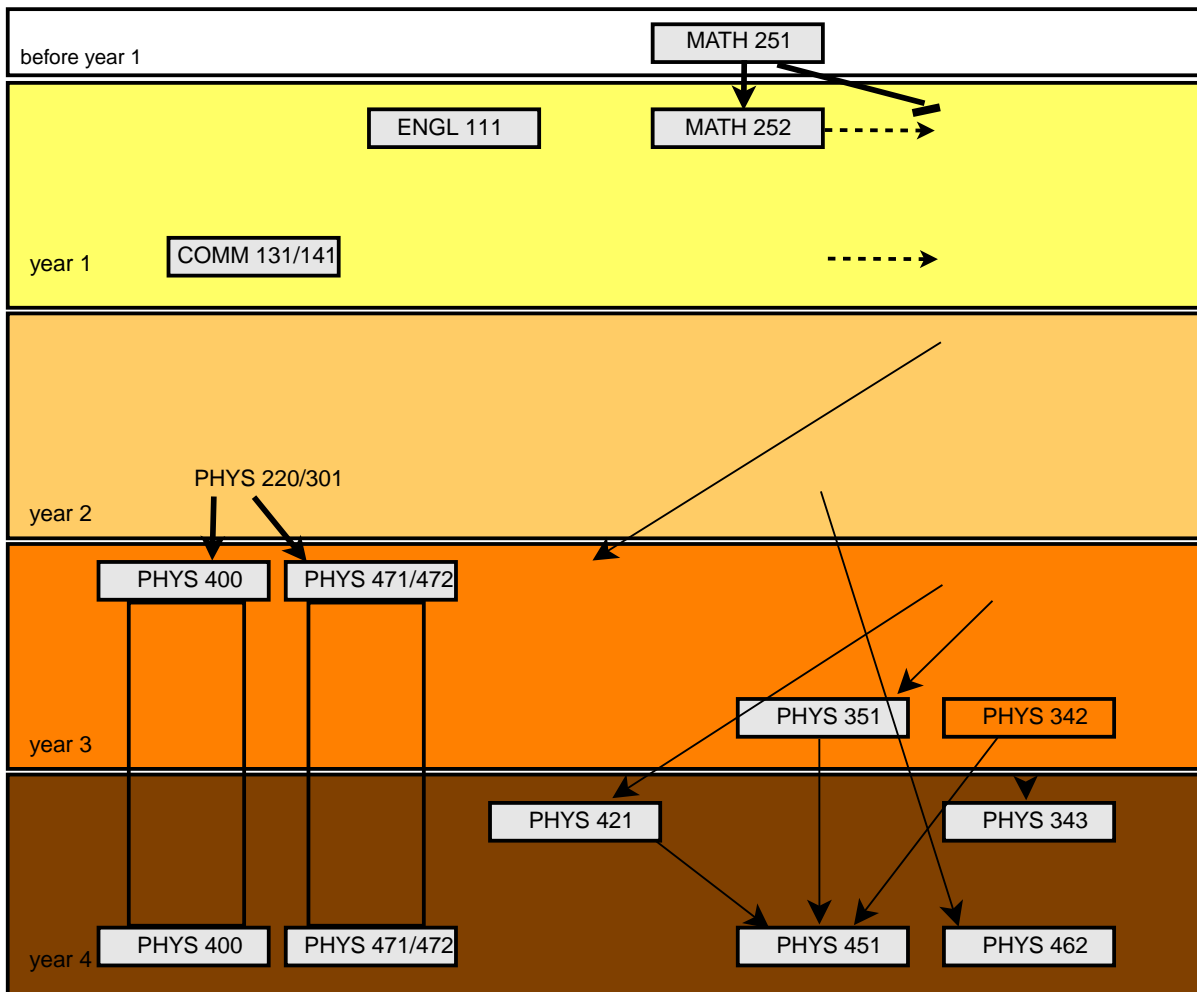 before year 1
MATH 251
ENGL 111
MATH 252
COMM 131/141
year 1
PHYS 220/301
year 2
PHYS 400
PHYS 471/472
PHYS 351
PHYS 342
year 3
PHYS 421
PHYS 343
PHYS 400
PHYS 471/472
PHYS 451
PHYS 462
year 4